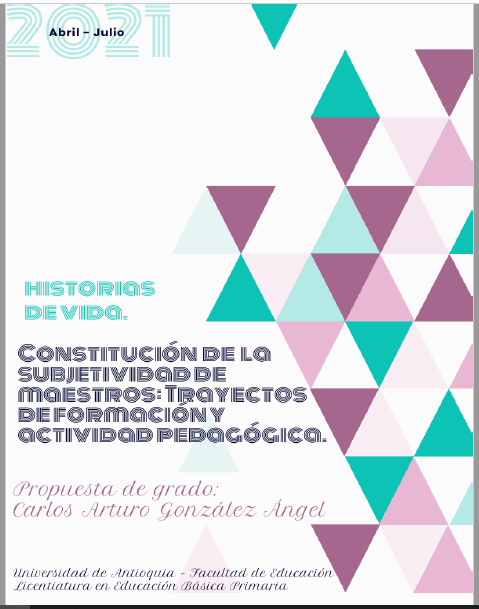 2021
Abril – Julio
HISTORIAS
DE VIDA.
CONSTITUCIÓN DE LA
SUBJETIVIDAD DE
MAESTROS: TRAYECTOS
DE FORMACIÓN Y
ACTIVIDAD PEDAGÓGICA.
Propuesta de grado:
Carlos Arturo González Ángel
Universidad de Antioquia – Facultad de Educación
Licenciatura en Educación Básica Primaria